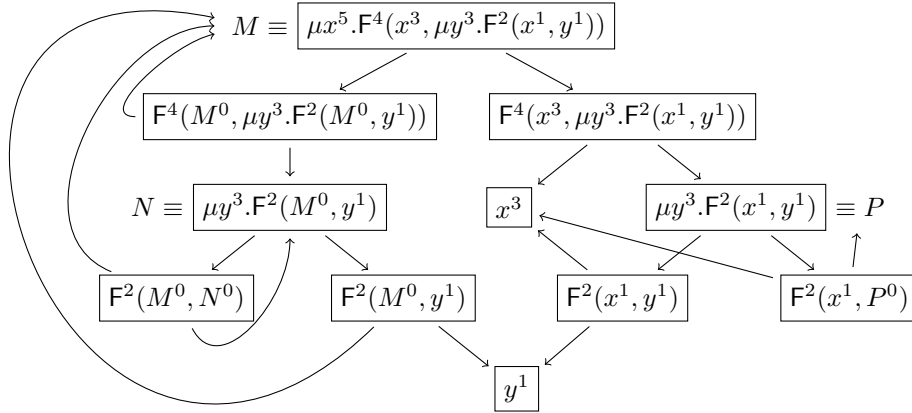 M ≡ μx⁵.F⁴(x³, μy³.F²(x¹, y¹))
F⁴(M⁰, μy³.F²(M⁰, y¹)) F⁴(x³, μy³.F²(x¹, y¹))
N ≡ μy³.F²(M⁰, y¹) x³ μy³.F²(x¹, y¹) ≡ P
F²(M⁰, N⁰) F²(M⁰, y¹) F²(x¹, y¹) F²(x¹, P⁰)
y¹